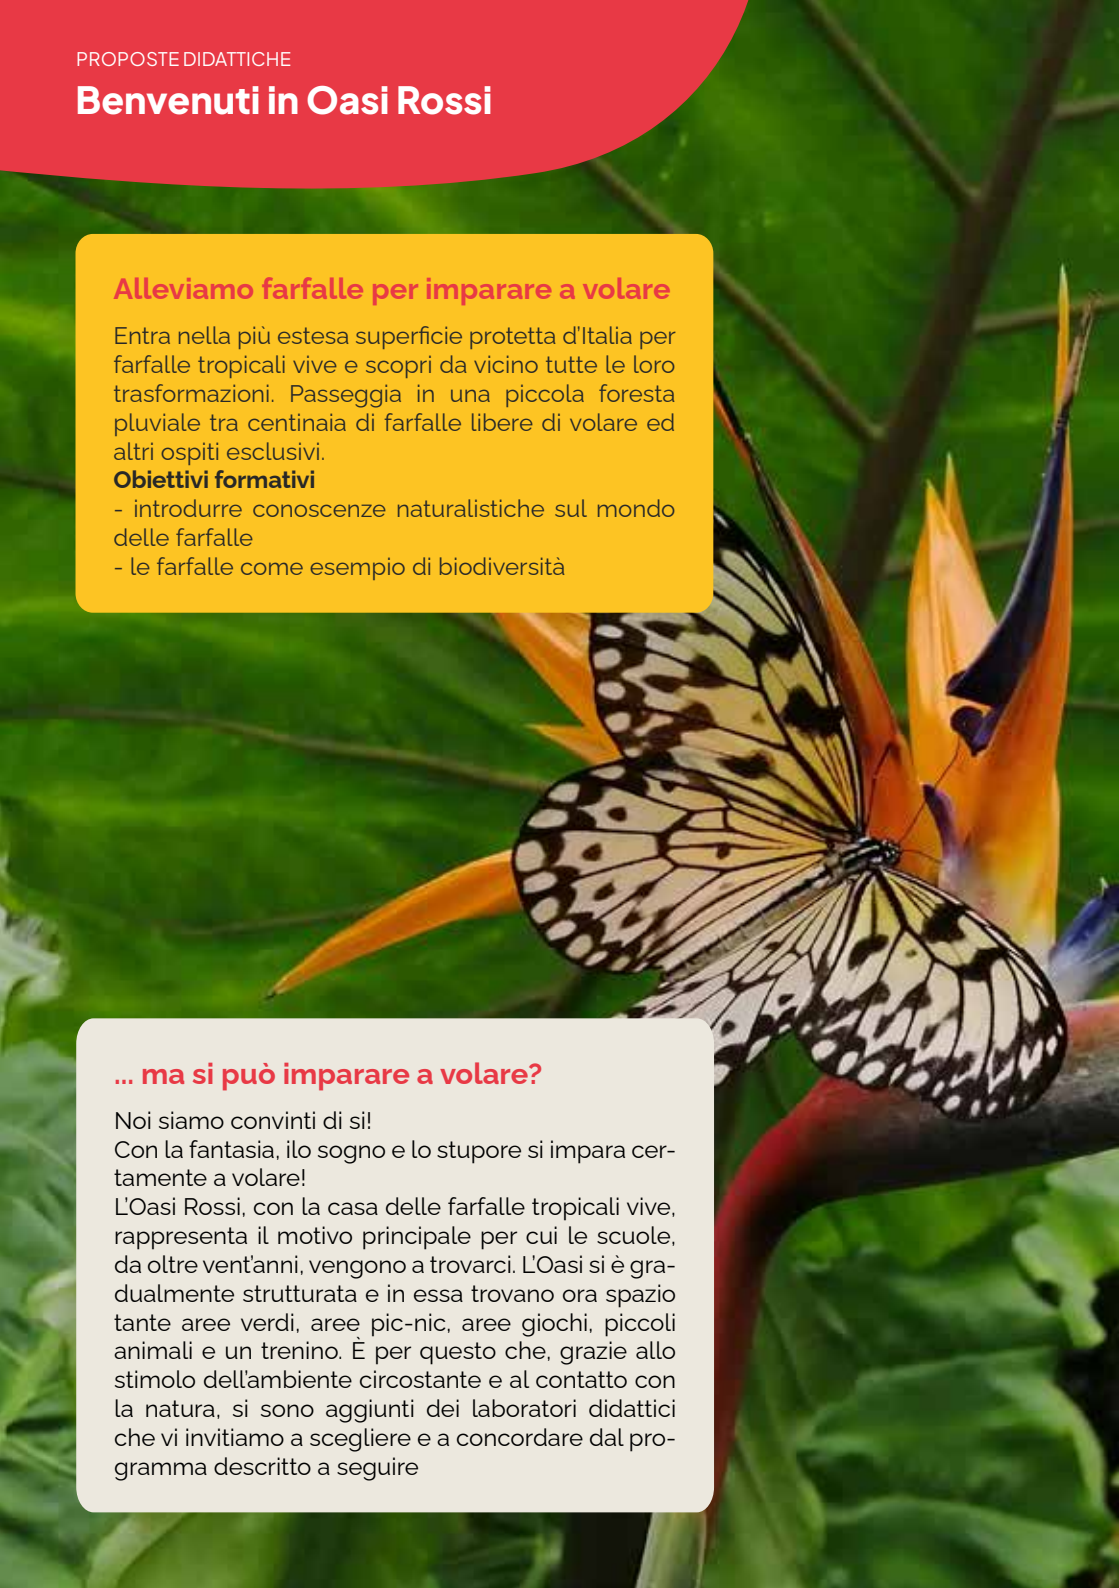 PROPOSTE DIDATTICHE
Benvenuti in Oasi Rossi
Alleviamo farfalle per imparare a volare
Entra nella più estesa superficie protetta d'Italia per
farfalle tropicali vive e scopri da vicino tutte le loro
trasformazioni. Passeggia in una piccola foresta
pluviale tra centinaia di farfalle libere di volare ed
altri ospiti esclusivi.
Obiettivi formativi
- introdurre conoscenze naturalistiche sul mondo
delle farfalle
- le farfalle come esempio di biodiversità
... ma si può imparare a volare?
Noi siamo convinti di si!
Con la fantasia, ilo sogno e lo stupore si impara cer-
tamente a volare!
L'Oasi Rossi, con la casa delle farfalle tropicali vive,
rappresenta il motivo principale per cui le scuole,
da oltre vent'anni, vengono a trovarci. L'Oasi si è gra-
dualmente strutturata e in essa trovano ora spazio
tante aree verdi, aree pic-nic, aree giochi, piccoli
animali e un trenino. È per questo che, grazie allo
stimolo dell'ambiente circostante e al contatto con
la natura, si sono aggiunti dei laboratori didattici
che vi invitiamo a scegliere e a concordare dal pro-
gramma descritto a seguire